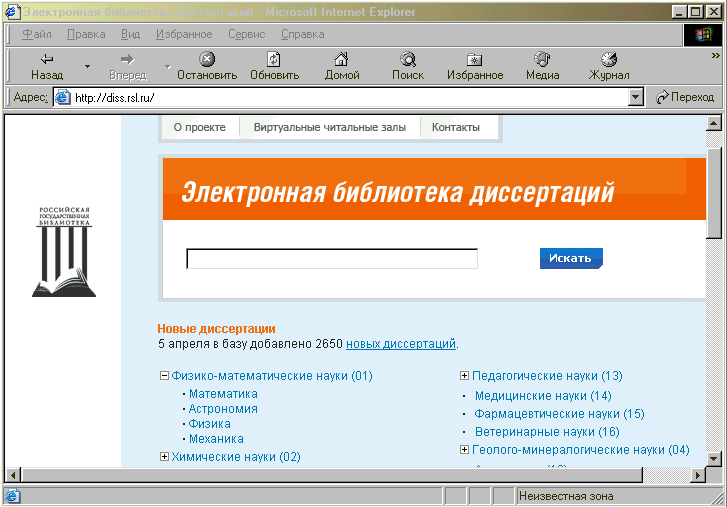 Электронная библиотека диссертаций - Microsoft Internet Explorer
Файл Правка Вид Избранное Сервис Справка
Назад Вперед Остановить Обновить Домой Поиск Избранное Медиа Журнал
Адрес: http://diss.rsl.ru/ Переход
О проекте Виртуальные читальные залы Контакты
РОССИЙСКАЯ
ГОСУДАРСТВЕННАЯ
БИБЛИОТЕКА
Электронная библиотека диссертаций
Искать
Новые диссертации
5 апреля в базу добавлено 2650 новых диссертаций.
Физико-математические науки (01)
Математика
Астрономия
Физика
Механика
Химические науки (02)
Педагогические науки (13)
Медицинские науки (14)
Фармацевтические науки (15)
Ветеринарные науки (16)
Геолого-минералогические науки (04)
Неизвестная зона